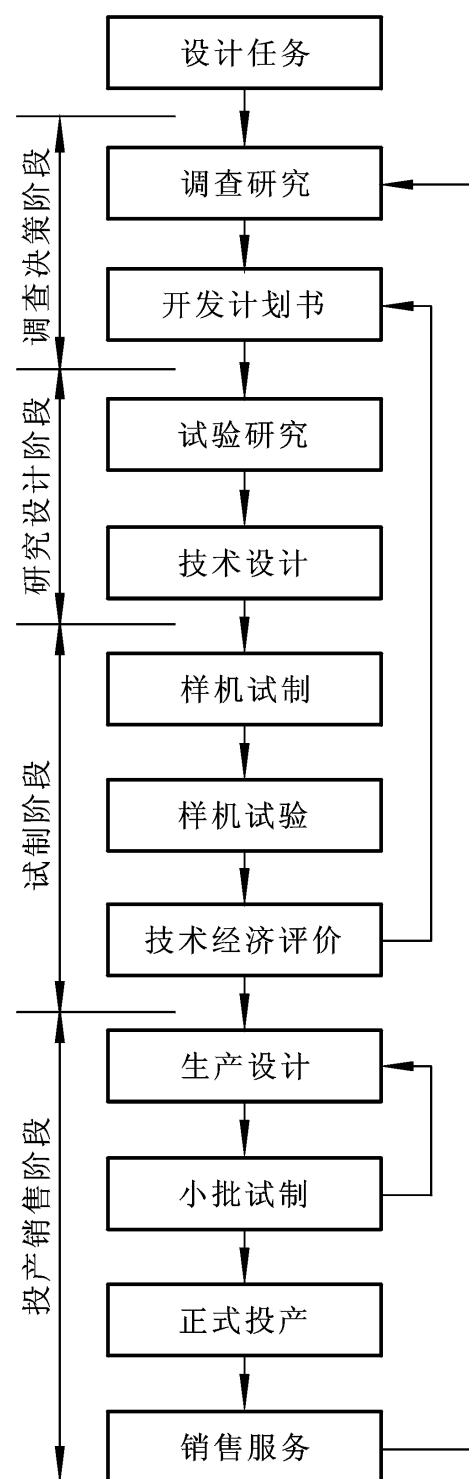 设计任务
调查决策阶段
调查研究
开发计划书
研究设计阶段
试验研究
技术设计
试制阶段
样机试制
样机试验
技术经济评价
投产销售阶段
生产设计
小批试制
正式投产
销售服务